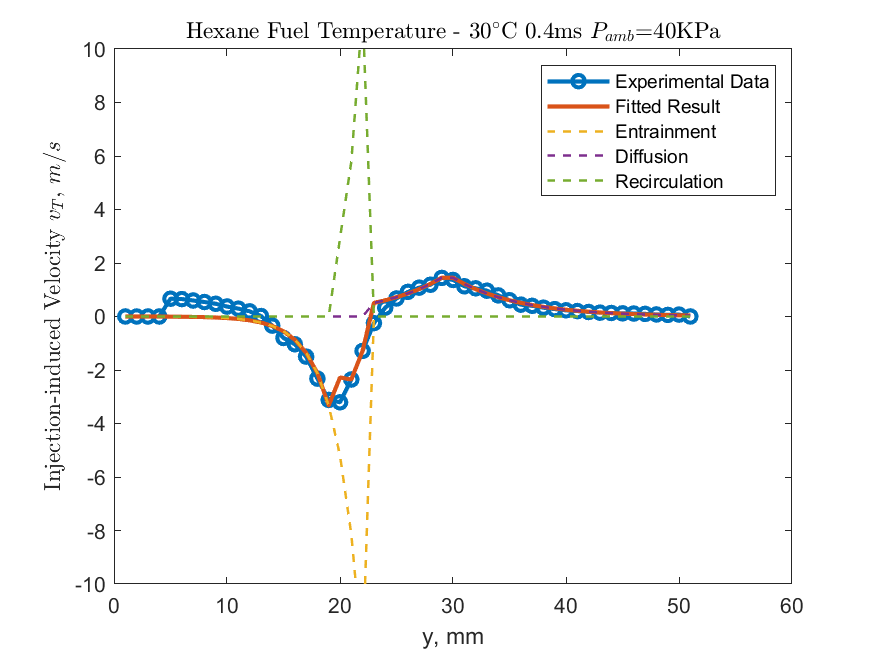 Hexane Fuel Temperature - 30°C 0.4ms P_amb=40KPa
10
8
6
4
2
0
-2
-4
-6
-8
-10
Injection-induced Velocity v_T, m/s
Experimental Data
Fitted Result
Entrainment
Diffusion
Recirculation
0 10 20 30 40 50 60
y, mm